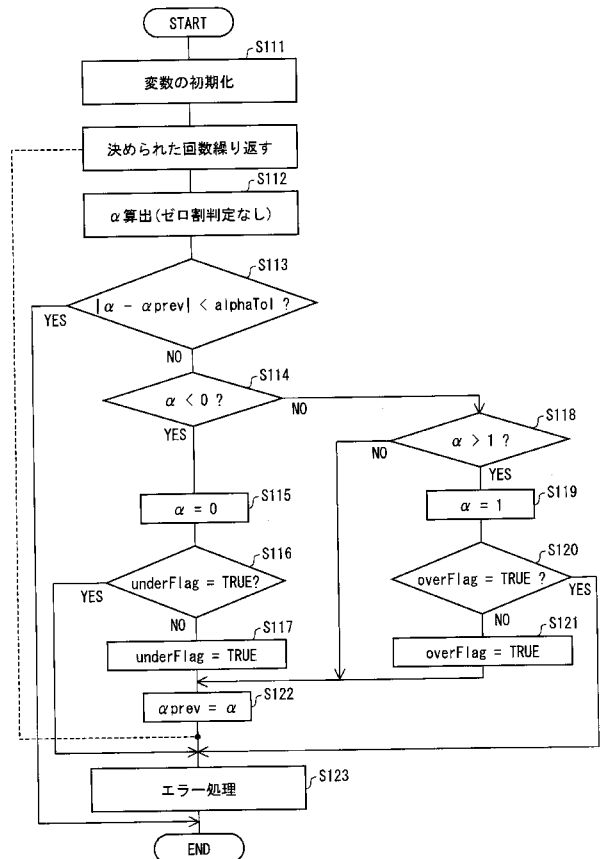 START
S111
変数の初期化
決められた回数繰り返す
S112
α算出(ゼロ割判定なし)
S113
|α - αprev| < alphaTol ?
YES
NO
S114
α < 0 ?
NO
YES
S118
α > 1 ?
NO
YES
S115
α = 0
S119
α = 1
S116
underFlag = TRUE?
YES
NO
S120
overFlag = TRUE ?
YES
NO
S117
underFlag = TRUE
S121
overFlag = TRUE
S122
αprev = α
S123
エラー処理
END